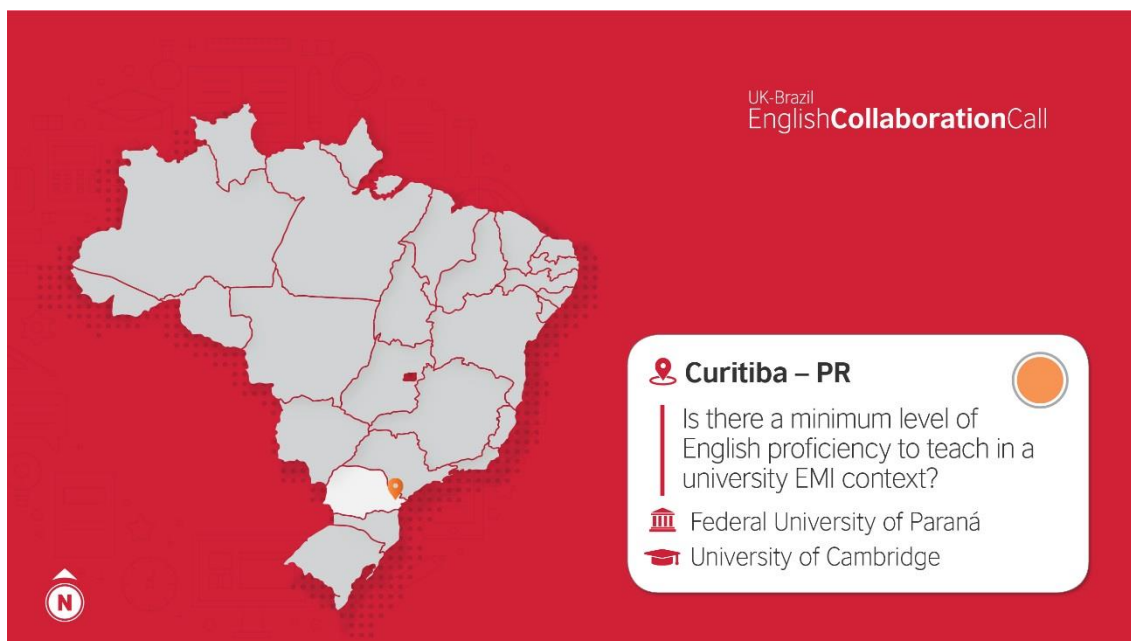 UK-Brazil
EnglishCollaborationCall
Curitiba – PR
Is there a minimum level of
English proficiency to teach in a
university EMI context?
Federal University of Paraná
University of Cambridge
N